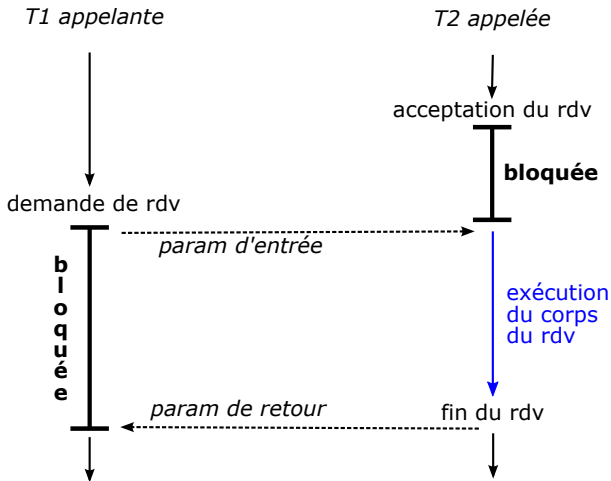 T1 appelante
T2 appelée
acceptation du rdv
bloquée
demande de rdv
param d'entrée
bloquée
exécution
du corps
du rdv
param de retour
fin du rdv